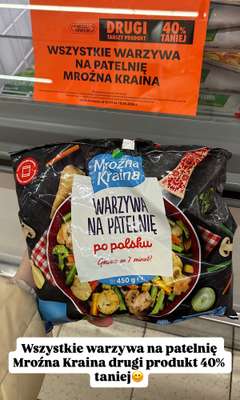 DRUGI
TAŃSZY PRODUKT
40%
TANIEJ
WSZYSTKIE WARZYWA
NA PATELNIĘ
MROŹNA KRAINA
Mroźna
Kraina
WARZYWA
NA PATELNIĘ
po polsku
Gotowe w 7 minut!
450 g e
Wszystkie warzywa na patelnię
Mroźna Kraina drugi produkt 40%
taniej😋